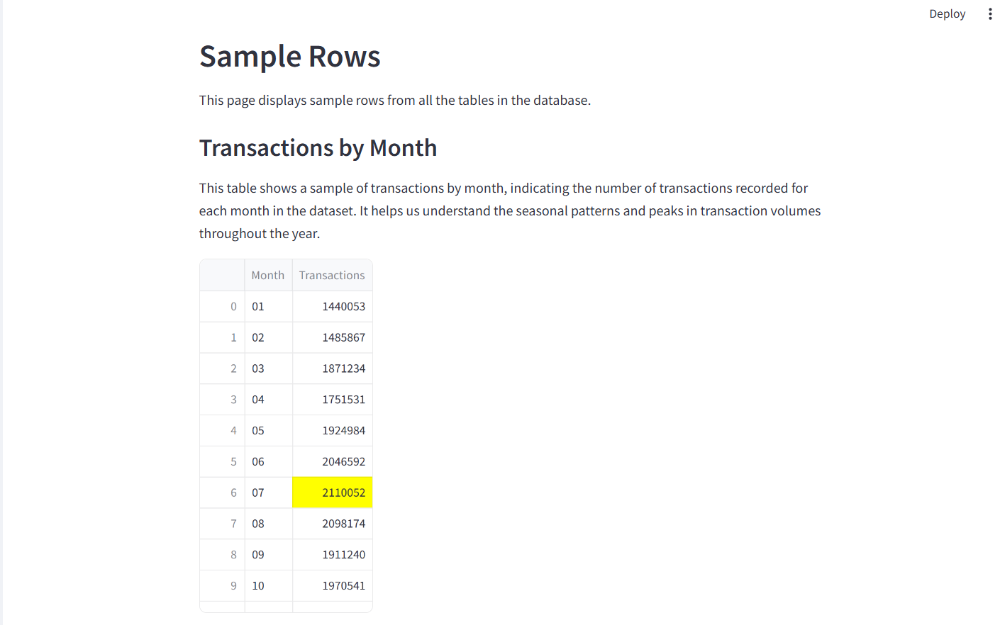 Deploy
Sample Rows
This page displays sample rows from all the tables in the database.
Transactions by Month
This table shows a sample of transactions by month, indicating the number of transactions recorded for
each month in the dataset. It helps us understand the seasonal patterns and peaks in transaction volumes
throughout the year.
Month Transactions
0 01 1440053
1 02 1485867
2 03 1871234
3 04 1751531
4 05 1924984
5 06 2046592
6 07 2110052
7 08 2098174
8 09 1911240
9 10 1970541